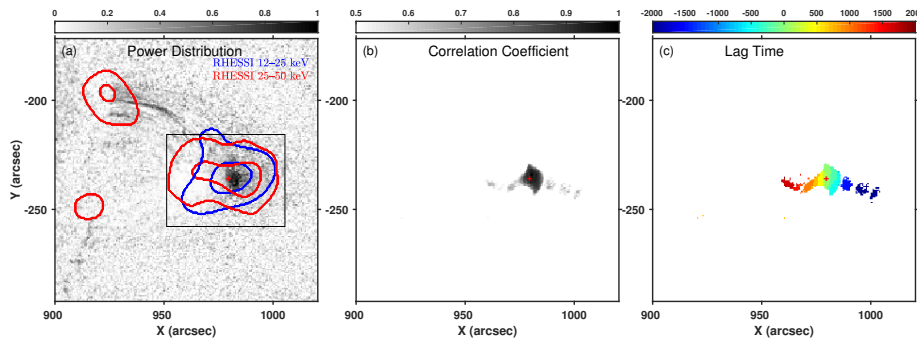 0 0.2 0.4 0.6 0.8 1
0.5 0.6 0.7 0.8 0.9 1
-2000 -1500 -1000 -500 0 500 1000 1500 200
(a) Power Distribution
RHESSI 12–25 keV
RHESSI 25–50 keV
(b) Correlation Coefficient
(c) Lag Time
-200
-250
Y (arcsec)
900 950 1000
X (arcsec)
-200
-250
900 950 1000
X (arcsec)
-200
-250
900 950 1000
X (arcsec)